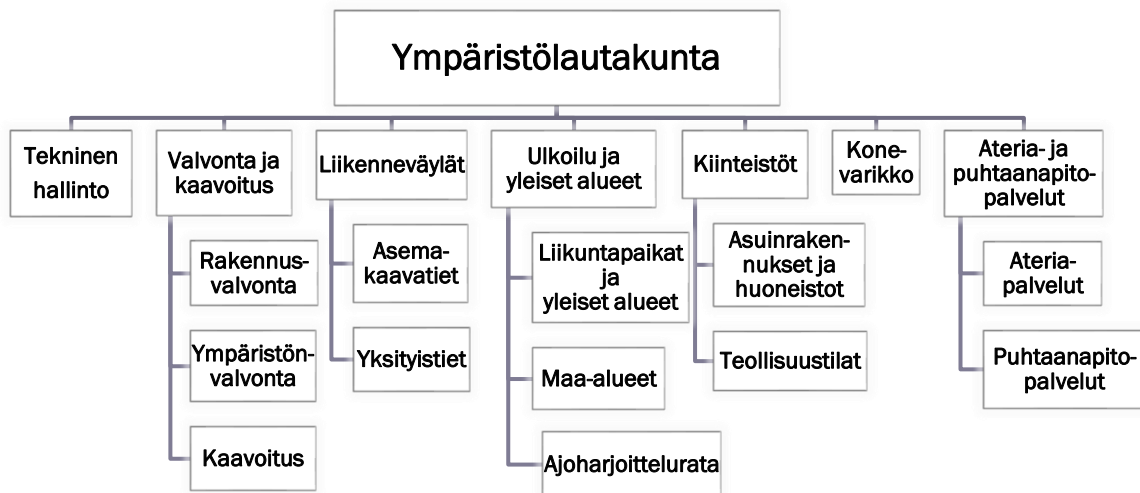 Ympäristölautakunta
Tekninen
hallinto
Valvonta ja
kaavoitus
Rakennus-
valvonta
Ympäristön-
valvonta
Kaavoitus
Liikenneväylät
Asema-
kaavatiet
Yksityistiet
Ulkoilu ja
yleiset alueet
Liikuntapaikat
ja
yleiset alueet
Maa-alueet
Ajoharjoittelurata
Kiinteistöt
Asuinraken-
nukset ja
huoneistot
Teollisuustilat
Kone-
varikko
Ateria- ja
puhtaanapito-
palvelut
Ateria-
palvelut
Puhtaanapito-
palvelut